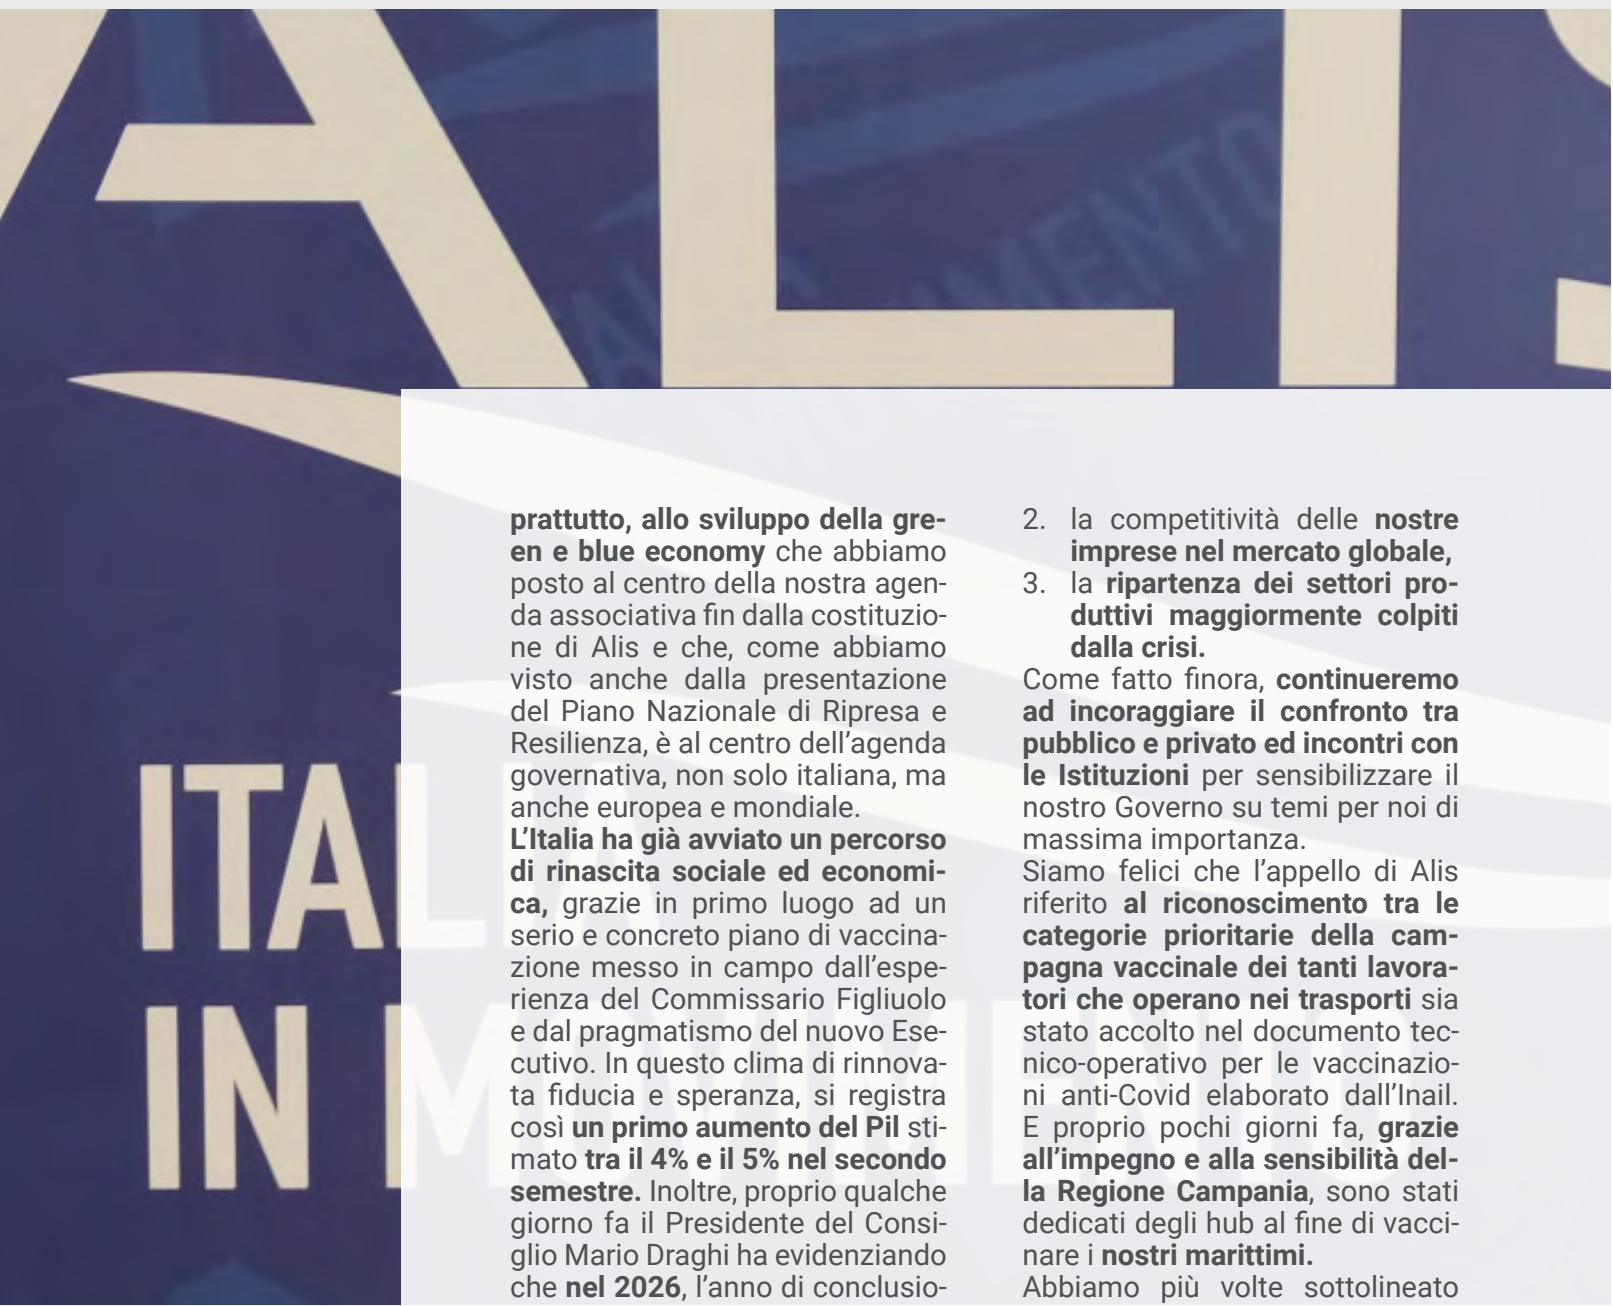 ALIS
ITALIA
IN MOVIMENTO
prattutto, allo sviluppo della gre-
en e blue economy che abbiamo
posto al centro della nostra agen-
da associativa fin dalla costituzio-
ne di Alis e che, come abbiamo
visto anche dalla presentazione
del Piano Nazionale di Ripresa e
Resilienza, è al centro dell'agenda
governativa, non solo italiana, ma
anche europea e mondiale.
L'Italia ha già avviato un percorso
di rinascita sociale ed economi-
ca, grazie in primo luogo ad un
serio e concreto piano di vaccina-
zione messo in campo dall'espe-
rienza del Commissario Figliuolo
e dal pragmatismo del nuovo Ese-
cutivo. In questo clima di rinnova-
ta fiducia e speranza, si registra
così un primo aumento del Pil sti-
mato tra il 4% e il 5% nel secondo
semestre. Inoltre, proprio qualche
giorno fa il Presidente del Consi-
glio Mario Draghi ha evidenziando
che nel 2026, l'anno di conclusio-
2. la competitività delle nostre
imprese nel mercato globale,
3. la ripartenza dei settori pro-
duttivi maggiormente colpiti
dalla crisi.
Come fatto finora, continueremo
ad incoraggiare il confronto tra
pubblico e privato ed incontri con
le Istituzioni per sensibilizzare il
nostro Governo su temi per noi di
massima importanza.
Siamo felici che l'appello di Alis
riferito al riconoscimento tra le
categorie prioritarie della cam-
pagna vaccinale dei tanti lavora-
tori che operano nei trasporti sia
stato accolto nel documento tec-
nico-operativo per le vaccinazio-
ni anti-Covid elaborato dall'Inail.
E proprio pochi giorni fa, grazie
all'impegno e alla sensibilità del-
la Regione Campania, sono stati
dedicati degli hub al fine di vacci-
nare i nostri marittimi.
Abbiamo più volte sottolineato